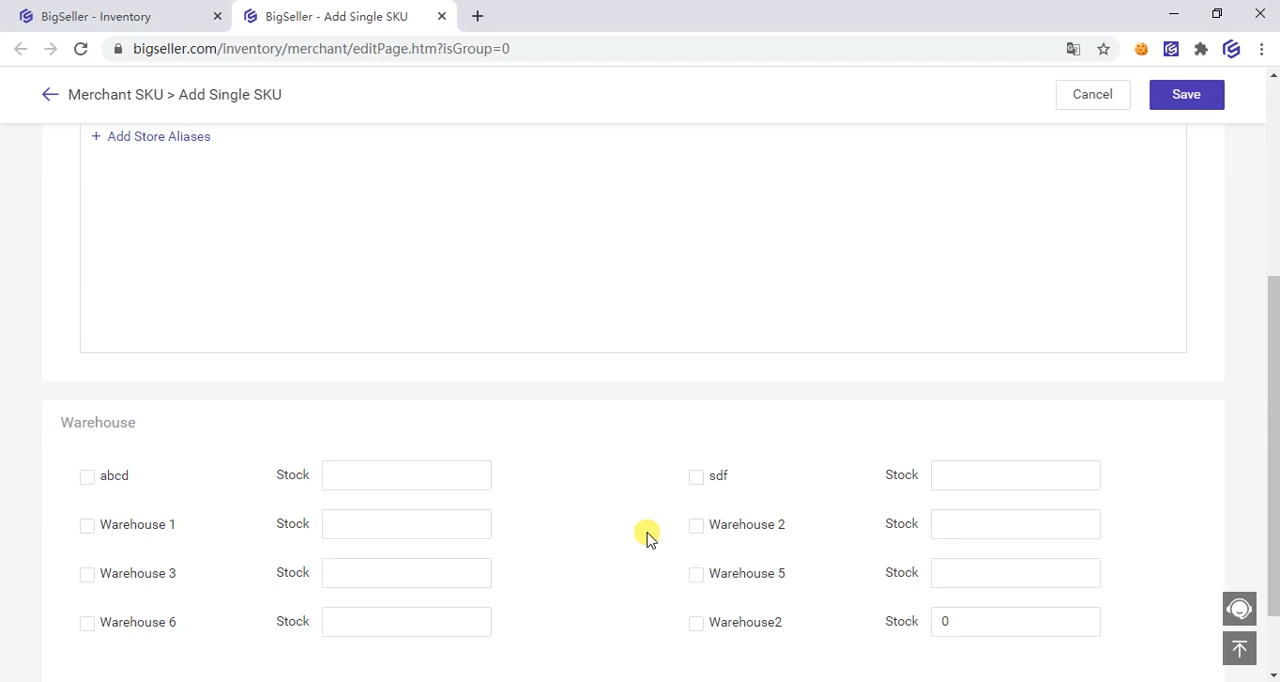 BigSeller - Inventory
BigSeller - Add Single SKU
bigseller.com/inventory/merchant/editPage.htm?isGroup=0
Merchant SKU > Add Single SKU
Cancel
Save
+ Add Store Aliases
Warehouse
abcd Stock
sdf Stock
Warehouse 1 Stock
Warehouse 2 Stock
Warehouse 3 Stock
Warehouse 5 Stock
Warehouse 6 Stock
Warehouse2 Stock 0